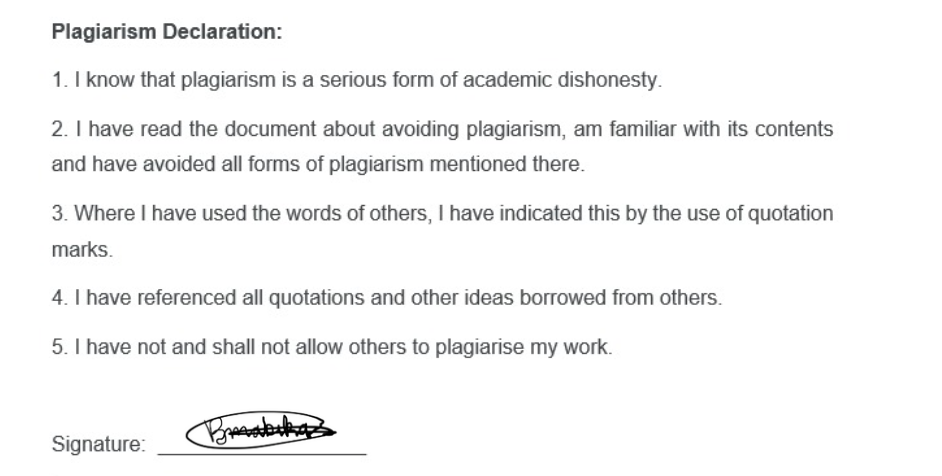 Plagiarism Declaration:
1. I know that plagiarism is a serious form of academic dishonesty.
2. I have read the document about avoiding plagiarism, am familiar with its contents
and have avoided all forms of plagiarism mentioned there.
3. Where I have used the words of others, I have indicated this by the use of quotation
marks.
4. I have referenced all quotations and other ideas borrowed from others.
5. I have not and shall not allow others to plagiarise my work.
Signature: